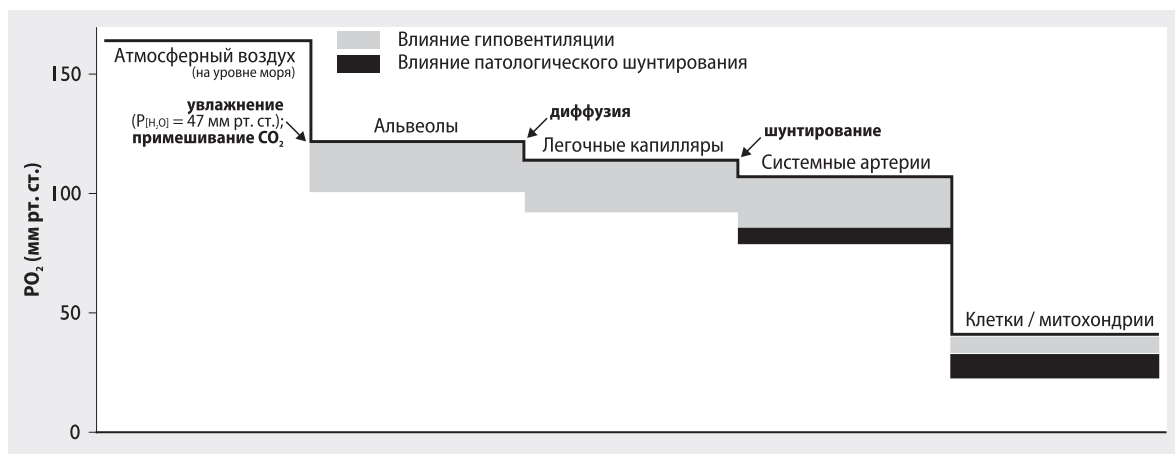 Влияние гиповентиляции
Влияние патологического шунтирования
Атмосферный воздух
(на уровне моря)
увлажнение
(P[H₂O] = 47 мм рт. ст.);
примешивание CO₂
Альвеолы
диффузия
Легочные капилляры
шунтирование
Системные артерии
Клетки / митохондрии
PO₂ (мм рт. ст.)
150
100
50
0